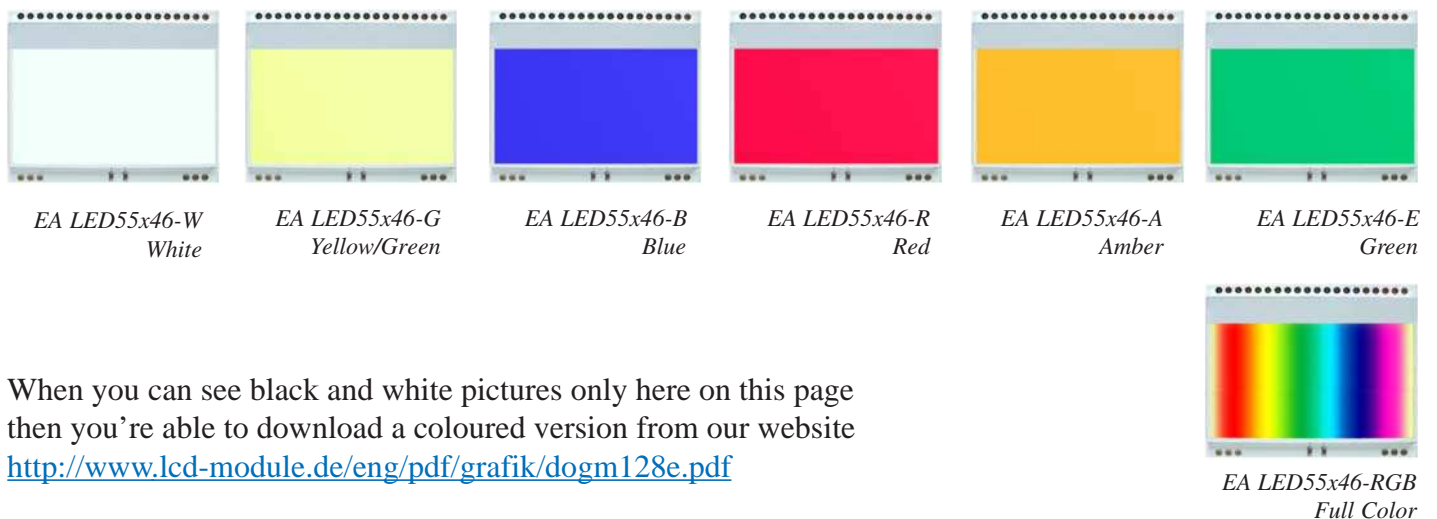 EA LED55x46-W
White
EA LED55x46-G
Yellow/Green
EA LED55x46-B
Blue
EA LED55x46-R
Red
EA LED55x46-A
Amber
EA LED55x46-E
Green
EA LED55x46-RGB
Full Color
When you can see black and white pictures only here on this page
then you’re able to download a coloured version from our website
http://www.lcd-module.de/eng/pdf/grafik/dogm128e.pdf